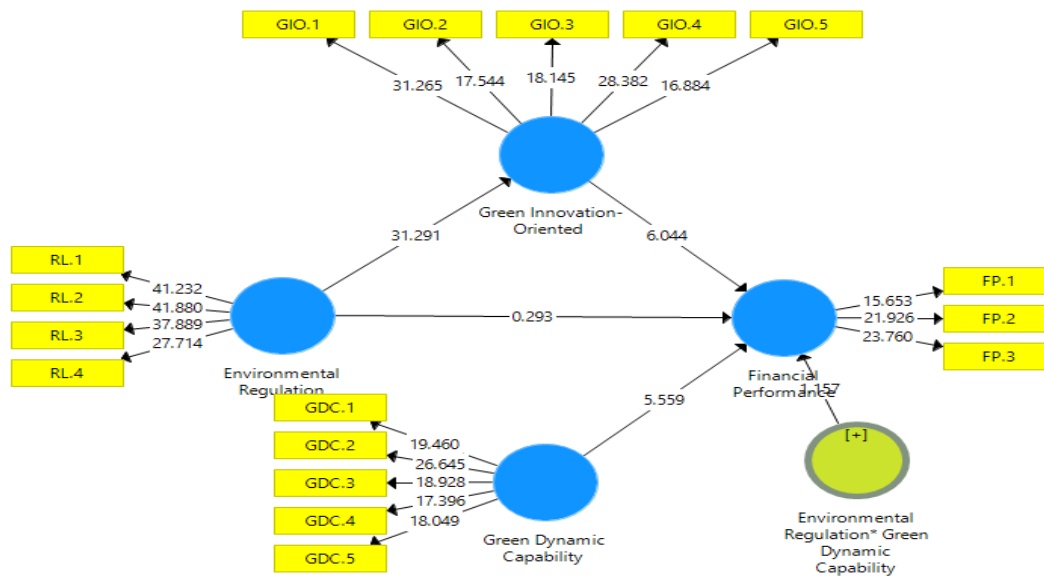 GIO.1
GIO.2
GIO.3
GIO.4
GIO.5
31.265
17.544
18.145
28.382
16.884
Green Innovation-
Oriented
31.291
6.044
RL.1
RL.2
RL.3
RL.4
41.232
41.880
37.889
27.714
Environmental
Regulation
0.293
FP.1
FP.2
FP.3
15.653
21.926
23.760
Financial
Performance
1.157
5.559
GDC.1
GDC.2
GDC.3
GDC.4
GDC.5
19.460
26.645
18.928
17.396
18.049
Green Dynamic
Capability
[+]
Environmental
Regulation* Green
Dynamic
Capability